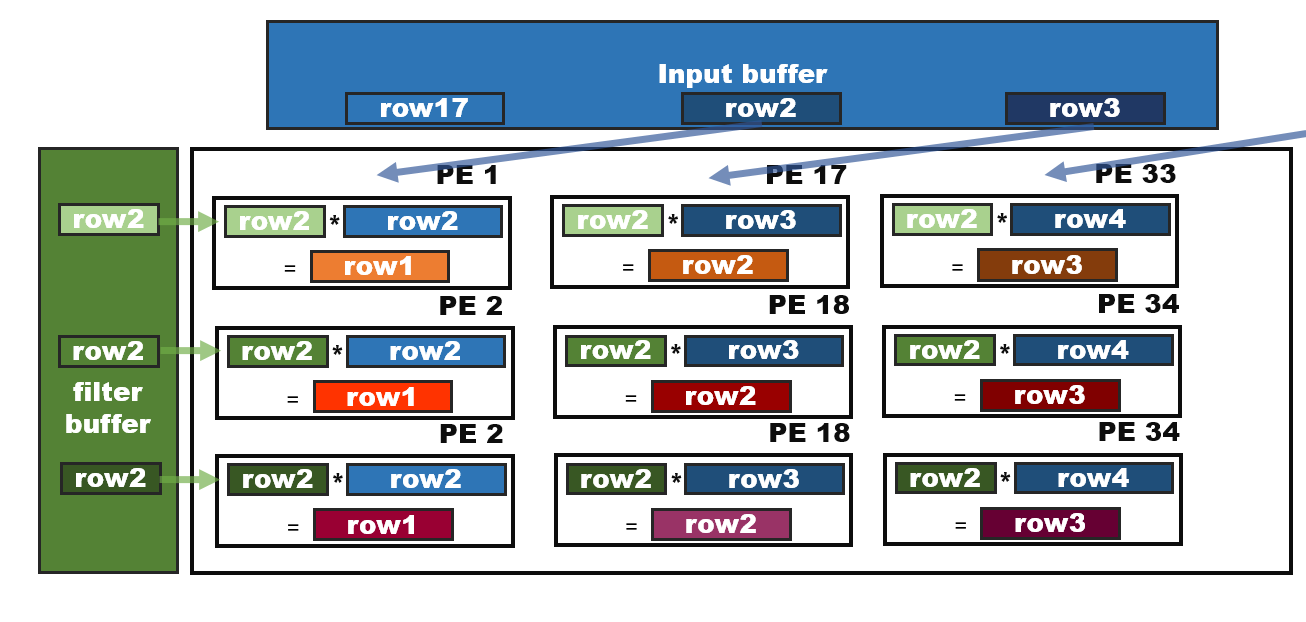 Input buffer
row17 row2 row3
PE 1 PE 17 PE 33
row2 row2 * row2 row2 * row3 row2 * row4
= row1 = row2 = row3
PE 2 PE 18 PE 34
row2 row2 * row2 row2 * row3 row2 * row4
filter
buffer
= row1 = row2 = row3
PE 2 PE 18 PE 34
row2 row2 * row2 row2 * row3 row2 * row4
= row1 = row2 = row3